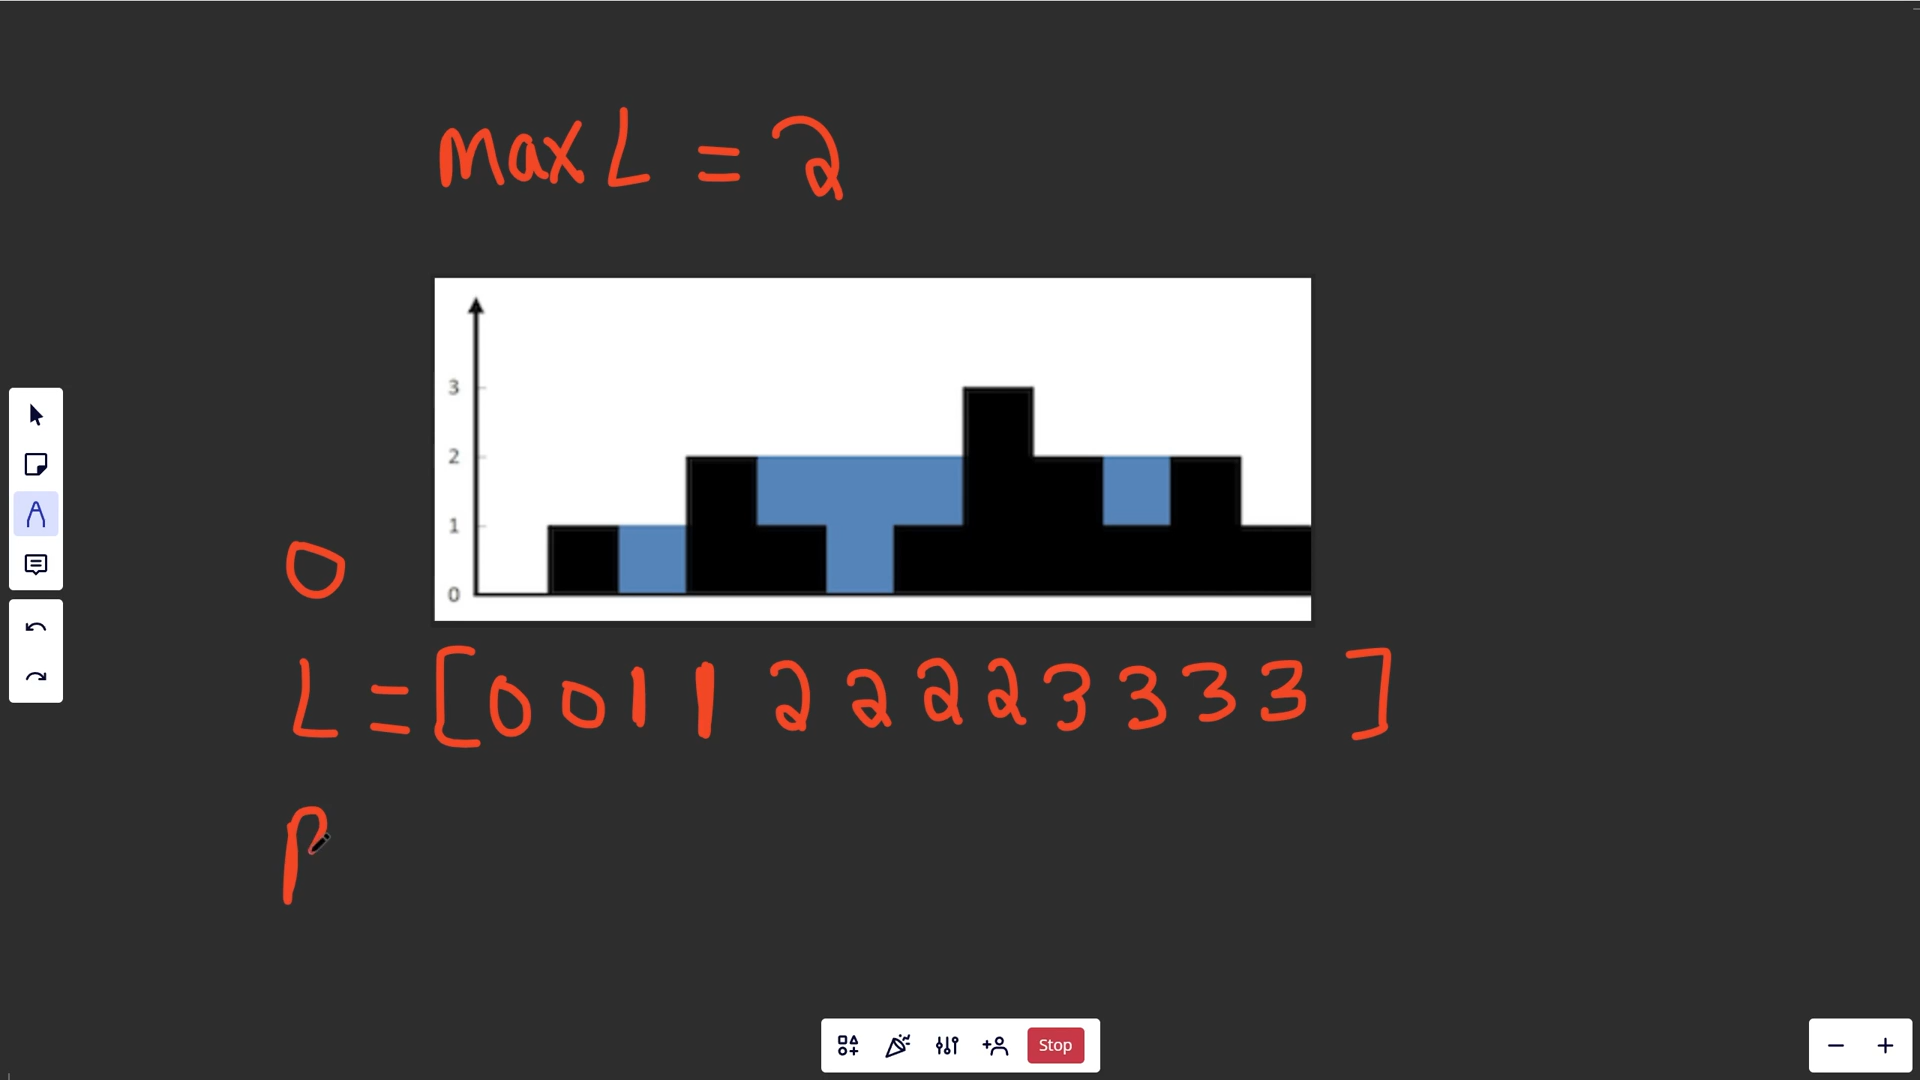 max L = 2
3
2
1
0
0
L = [ 0 0 1 1 2 2 2 2 3 3 3 3 ]
P
Stop